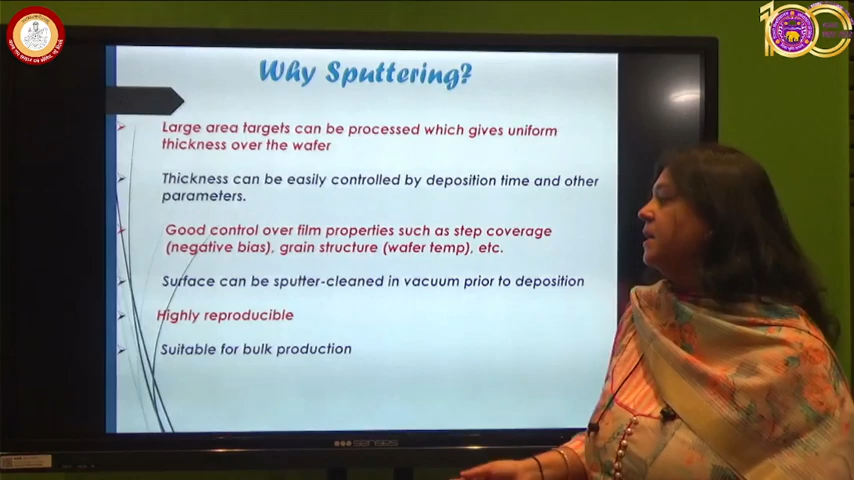 Why Sputtering?
Large area targets can be processed which gives uniform
thickness over the wafer
Thickness can be easily controlled by deposition time and other
parameters.
Good control over film properties such as step coverage
(negative bias), grain structure (wafer temp), etc.
Surface can be sputter-cleaned in vacuum prior to deposition
Highly reproducible
Suitable for bulk production
100